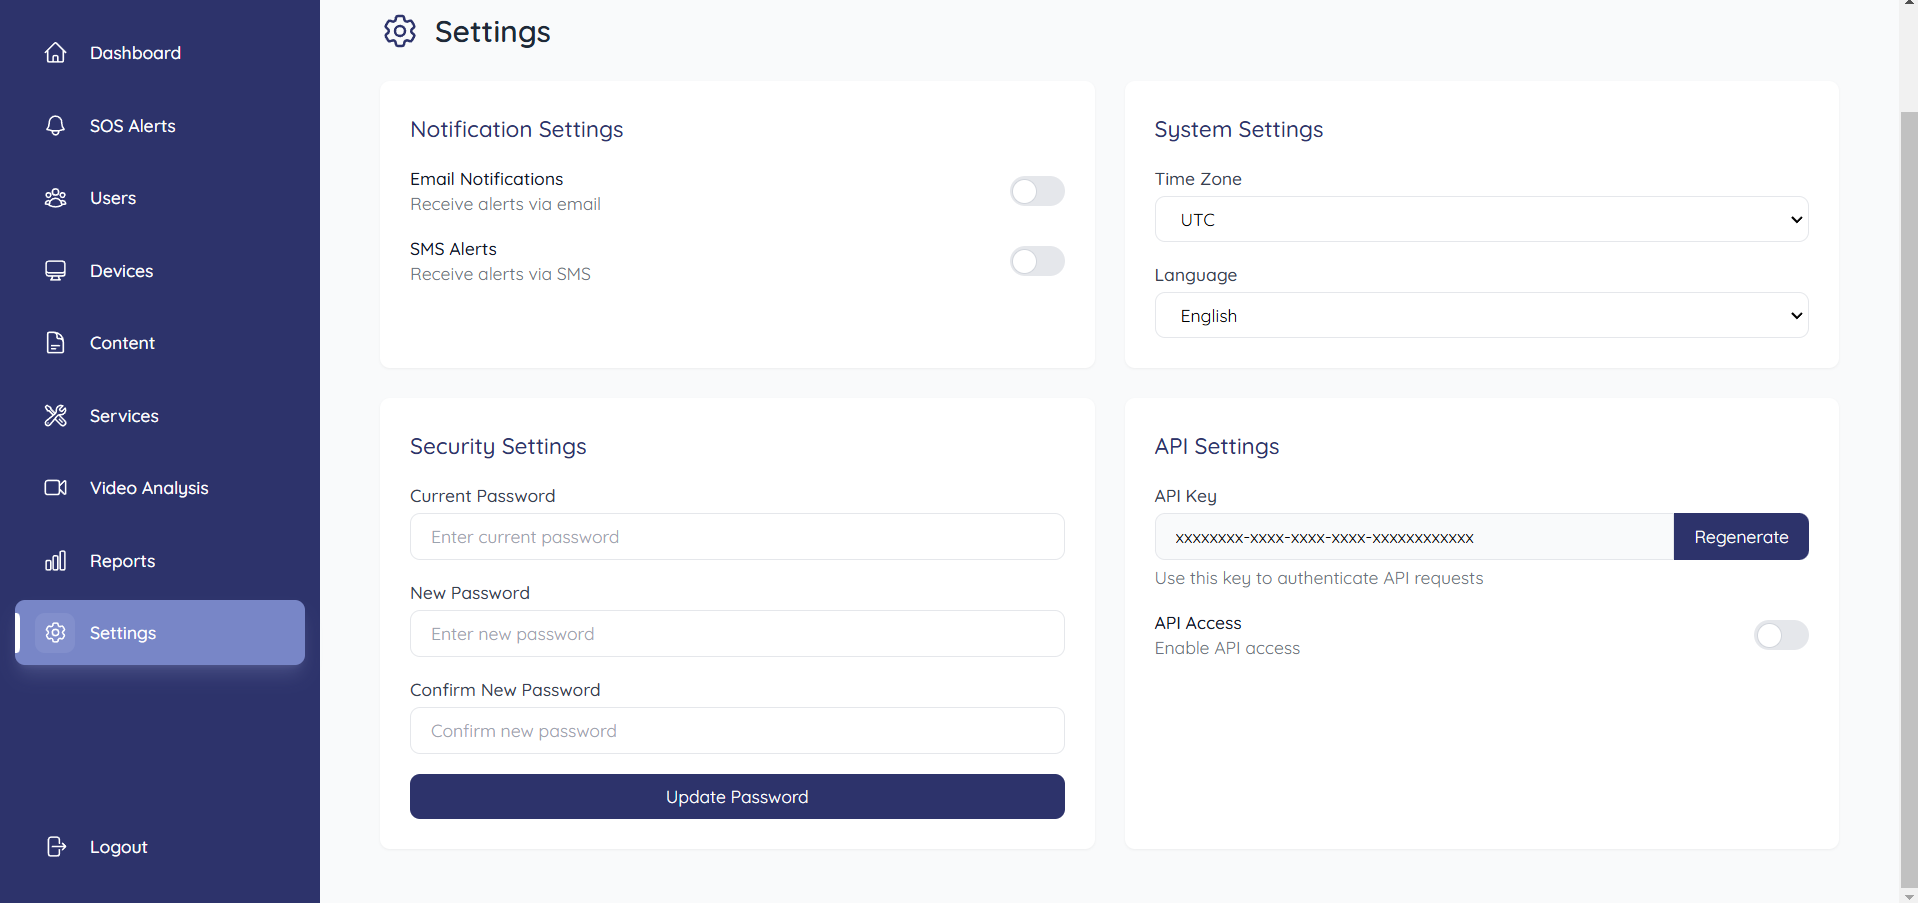 Dashboard
SOS Alerts
Users
Devices
Content
Services
Video Analysis
Reports
Settings
Logout
Settings
Notification Settings
Email Notifications
Receive alerts via email
SMS Alerts
Receive alerts via SMS
System Settings
Time Zone
UTC
Language
English
Security Settings
Current Password
Enter current password
New Password
Enter new password
Confirm New Password
Confirm new password
Update Password
API Settings
API Key
xxxxxxxx-xxxx-xxxx-xxxx-xxxxxxxxxxxx
Regenerate
Use this key to authenticate API requests
API Access
Enable API access